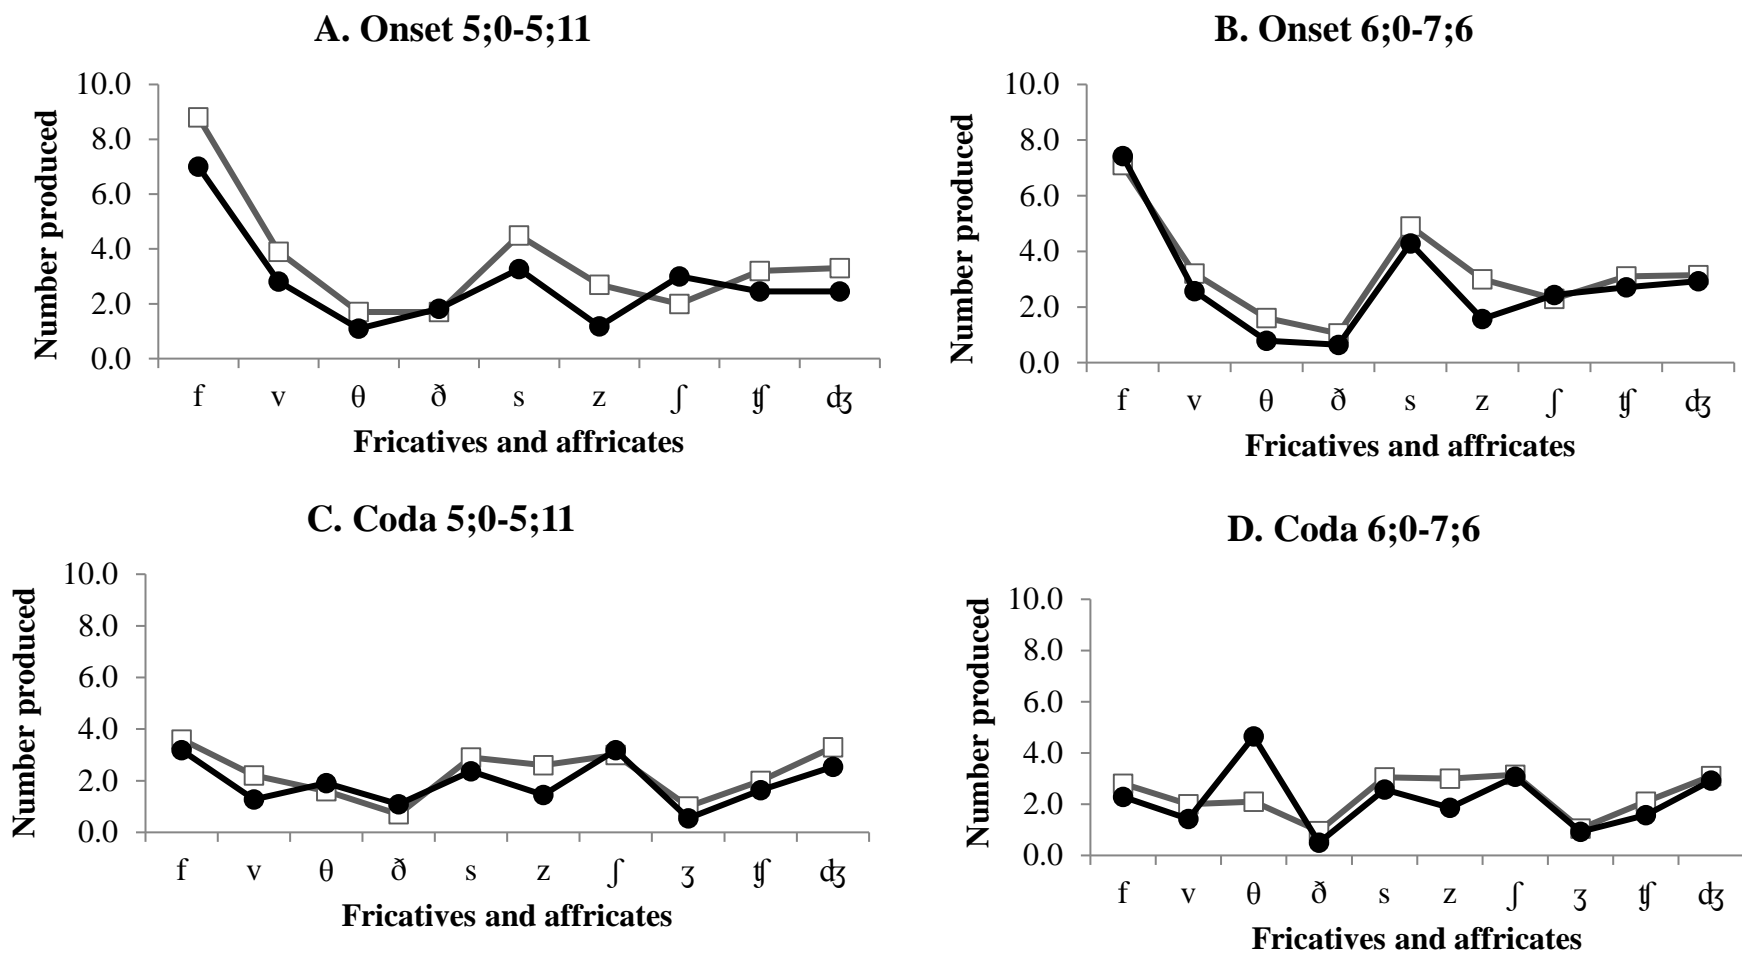 A. Onset 5;0-5;11
Number produced
10.0
8.0
6.0
4.0
2.0
0.0
f v θ ð s z ʃ ʧ ʤ
Fricatives and affricates
B. Onset 6;0-7;6
Number produced
10.0
8.0
6.0
4.0
2.0
0.0
f v θ ð s z ʃ ʧ ʤ
Fricatives and affricates
C. Coda 5;0-5;11
Number produced
10.0
8.0
6.0
4.0
2.0
0.0
f v θ ð s z ʃ ʒ ʧ ʤ
Fricatives and affricates
D. Coda 6;0-7;6
Number produced
10.0
8.0
6.0
4.0
2.0
0.0
f v θ ð s z ʃ ʒ ʧ ʤ
Fricatives and affricates